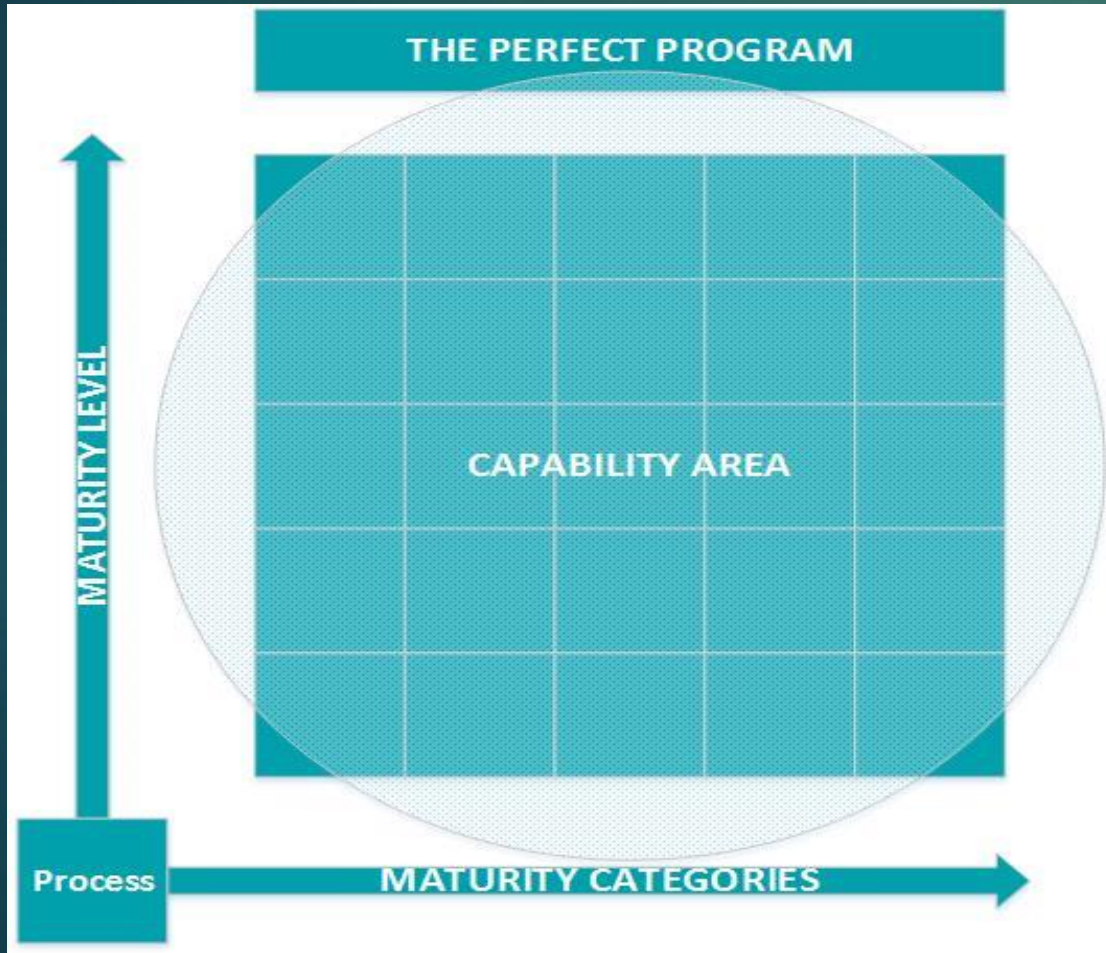 THE PERFECT PROGRAM
MATURITY LEVEL
CAPABILITY AREA
Process
MATURITY CATEGORIES